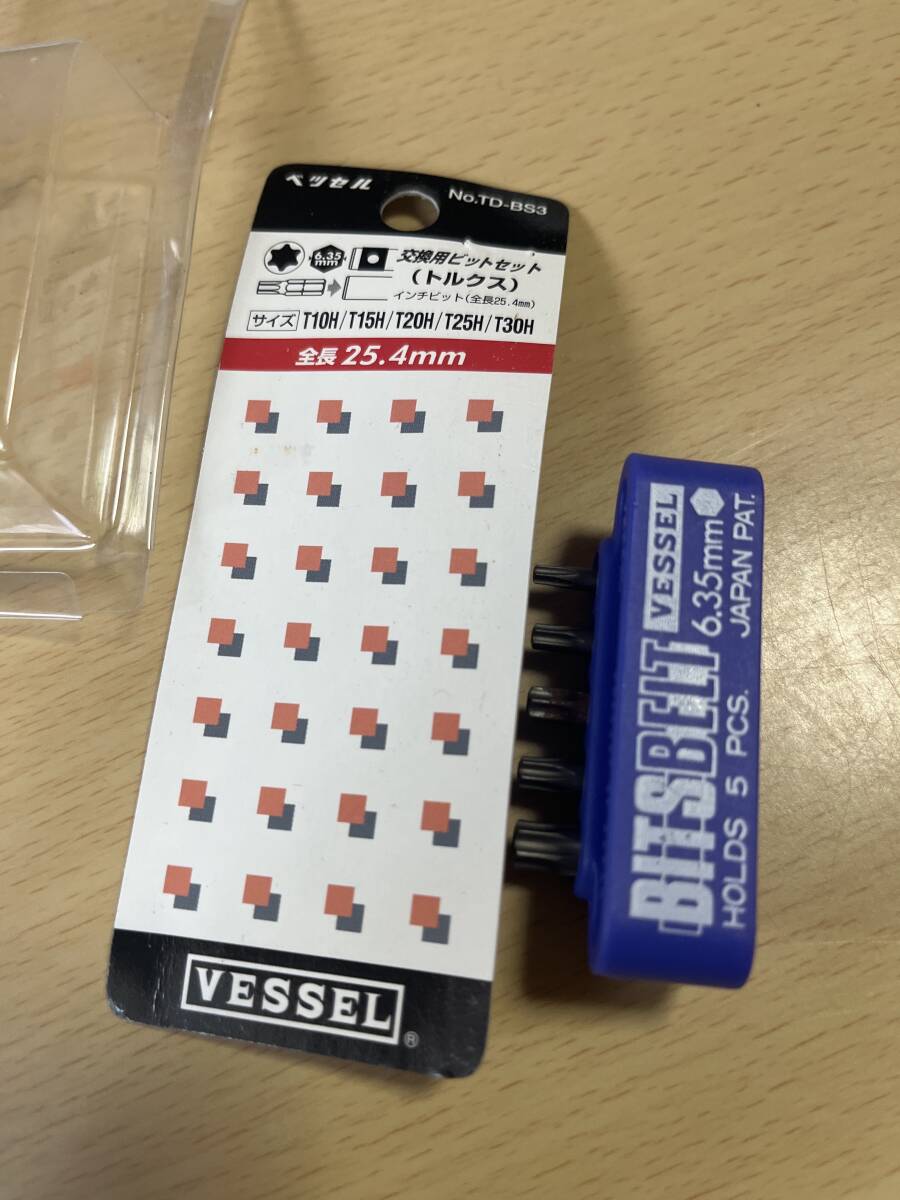 ベッセル
No.TD-BS3
6.35
mm
交換用ビットセット
(トルクス)
インチビット(全長25.4mm)
サイズ T10H/T15H/T20H/T25H/T30H
全長 25.4mm
VESSEL
®
BITSBELT VESSEL
6.35mm
HOLDS 5 PCS. JAPAN PAT.